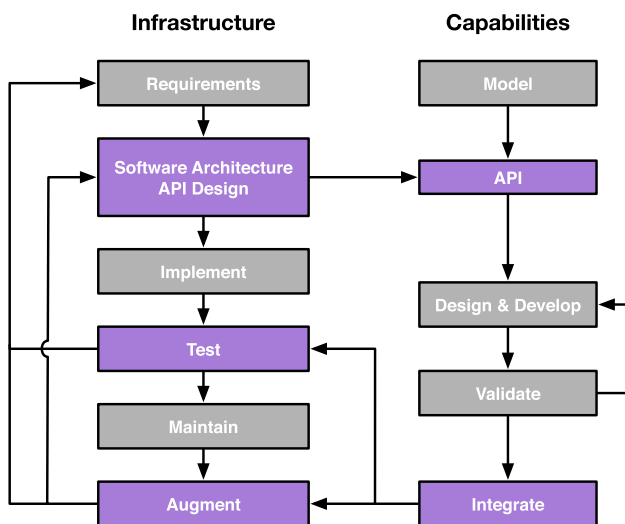 Infrastructure
Capabilities
Requirements
Model
Software Architecture
API Design
API
Implement
Design & Develop
Test
Validate
Maintain
Augment
Integrate